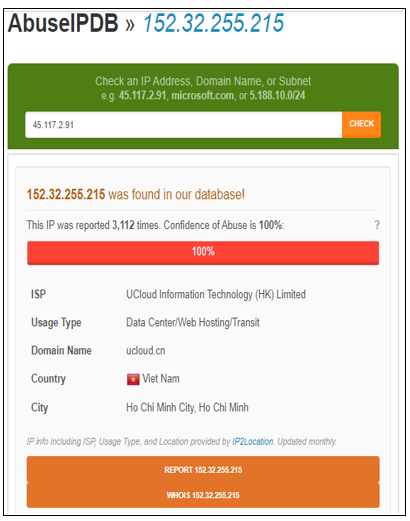 AbuseIPDB » 152.32.255.215
Check an IP Address, Domain Name, or Subnet
e.g. 45.117.2.91, microsoft.com, or 5.188.10.0/24
45.117.2.91
CHECK
152.32.255.215 was found in our database!
This IP was reported 3,112 times. Confidence of Abuse is 100%: ?
100%
ISP UCloud Information Technology (HK) Limited
Usage Type Data Center/Web Hosting/Transit
Domain Name ucloud.cn
Country Viet Nam
City Ho Chi Minh City, Ho Chi Minh
IP info including ISP, Usage Type, and Location provided by IP2Location. Updated monthly.
REPORT 152.32.255.215
WHOIS 152.32.255.215